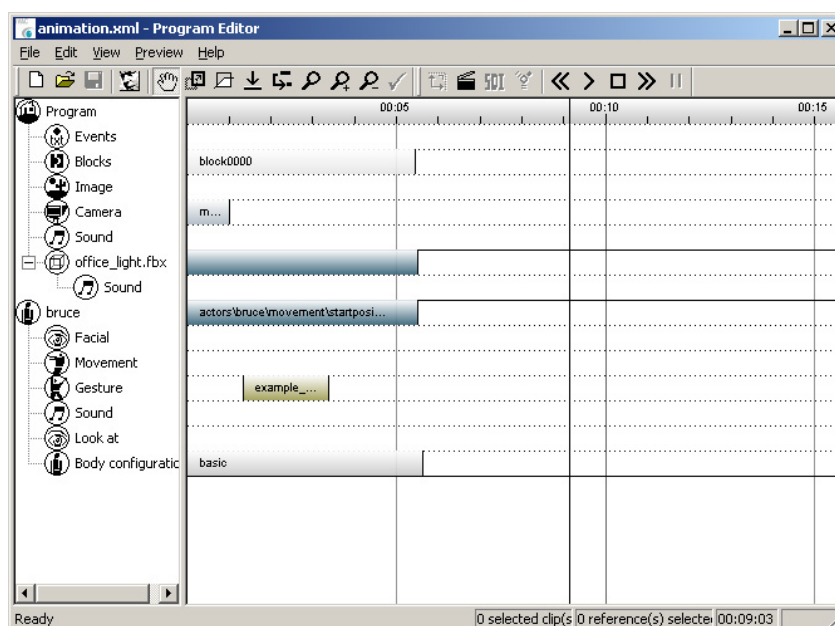 animation.xml - Program Editor
File Edit View Preview Help
SDI
00:05 00:10 00:15
Program
txt Events
Blocks
block0000
Image
Camera
m...
Sound
office_light.fbx
Sound
bruce
actors\bruce\movement\startposi...
Facial
Movement
Gesture
example_...
Sound
Look at
Body configuratic
basic
Ready
0 selected clip(s
0 reference(s) selecte
00:09:03